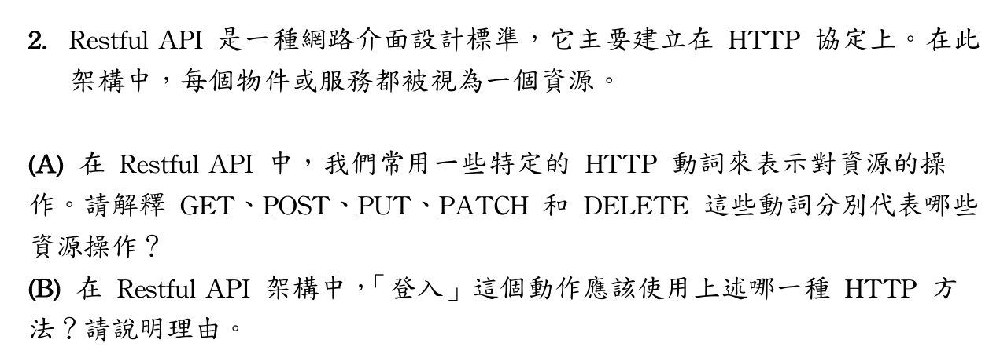 2. Restful API 是一種網路介面設計標準，它主要建立在 HTTP 協定上。在此
架構中，每個物件或服務都被視為一個資源。
(A) 在 Restful API 中，我們常用一些特定的 HTTP 動詞來表示對資源的操
作。請解釋 GET、POST、PUT、PATCH 和 DELETE 這些動詞分別代表哪些
資源操作？
(B) 在 Restful API 架構中，「登入」這個動作應該使用上述哪一種 HTTP 方
法？請說明理由。